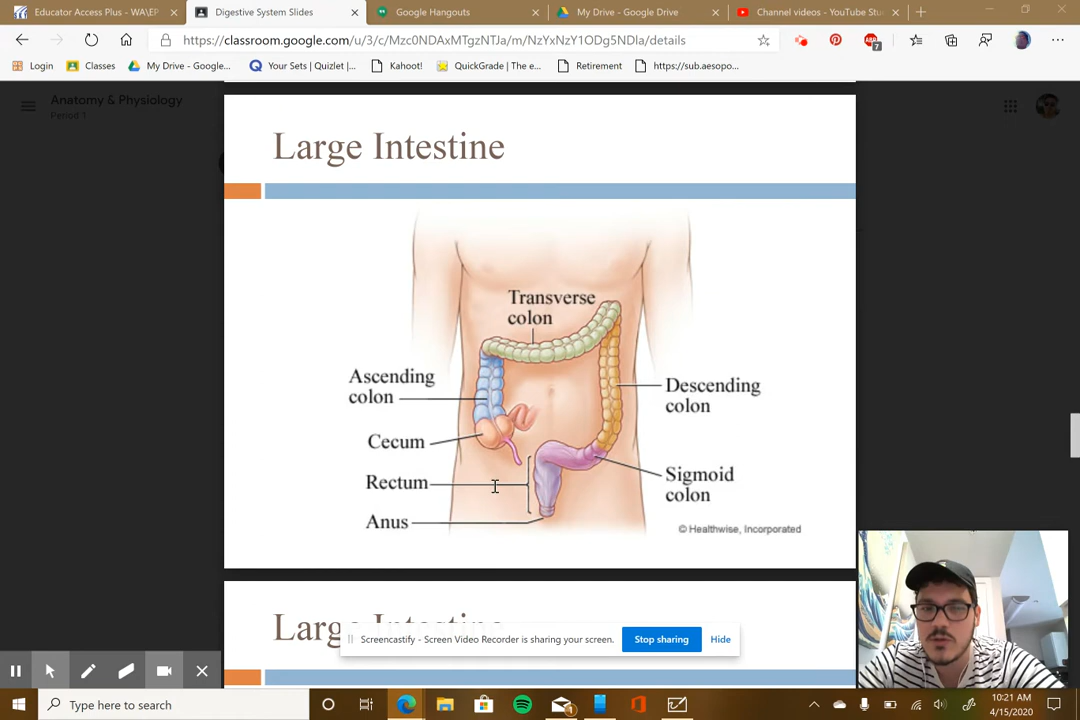 Educator Access Plus - WA\EP
Digestive System Slides
Google Hangouts
My Drive - Google Drive
Channel videos - YouTube Stu
https://classroom.google.com/u/3/c/Mzc0NDAxMTgzNTJa/m/NzYxNzY1ODg5NDla/details
7
Login
Classes
My Drive - Google...
Your Sets | Quizlet |...
Kahoot!
QuickGrade | The e...
Retirement
https://sub.aesopo...
Anatomy & Physiology
Period 1
Large Intestine
Transverse
colon
Ascending
colon
Descending
colon
Cecum
Rectum
Sigmoid
colon
Anus
© Healthwise, Incorporated
Large Intestine
Screencastify - Screen Video Recorder is sharing your screen.
Stop sharing
Hide
Type here to search
10:21 AM
4/15/2020